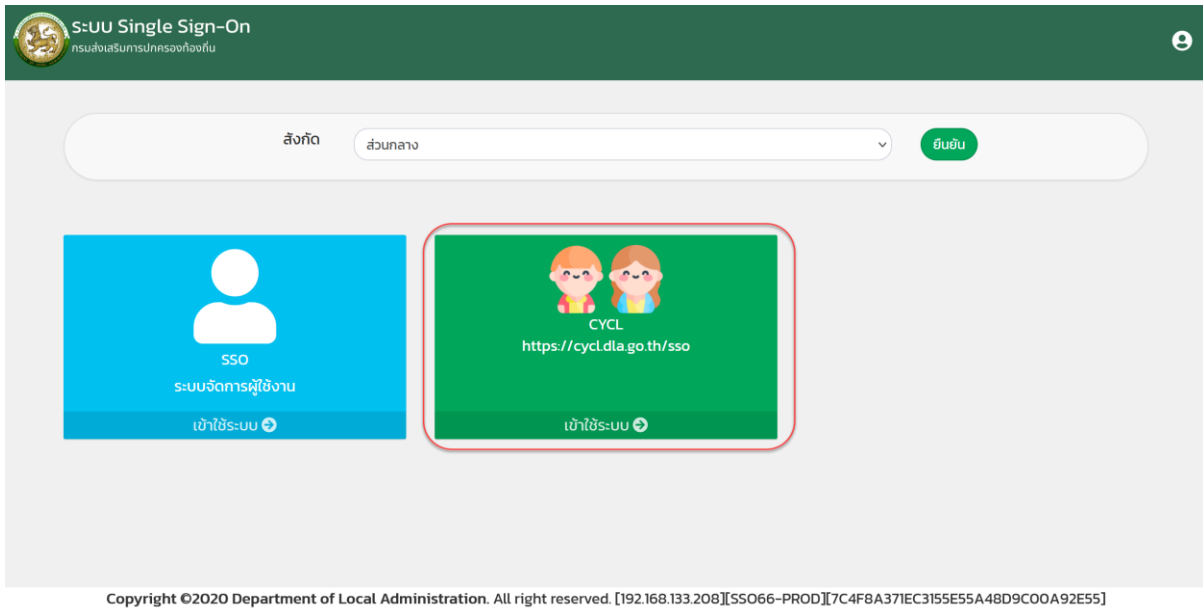 ระบบ Single Sign-On
กรมส่งเสริมการปกครองท้องถิ่น
สังกัด
ส่วนกลาง
ยืนยัน
SSO
ระบบจัดการผู้ใช้งาน
เข้าใช้ระบบ
CYCL
https://cycl.dla.go.th/sso
เข้าใช้ระบบ
Copyright ©2020 Department of Local Administration. All right reserved. [192.168.133.208][SSO66-PROD][7C4F8A371EC3155E55A48D9C00A92E55]